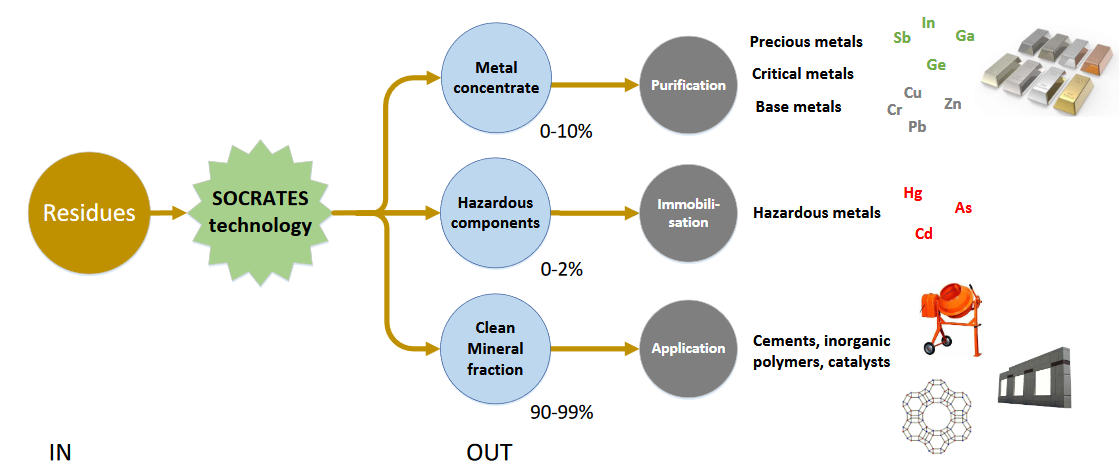 Residues
SOCRATES
technology
Metal
concentrate
0-10%
Purification
Precious metals
Critical metals
Base metals
In
Sb
Ga
Ge
Cu
Cr
Zn
Pb
Hazardous
components
0-2%
Immobili-
sation
Hazardous metals
Hg
As
Cd
Clean
Mineral
fraction
90-99%
Application
Cements, inorganic
polymers, catalysts
IN
OUT